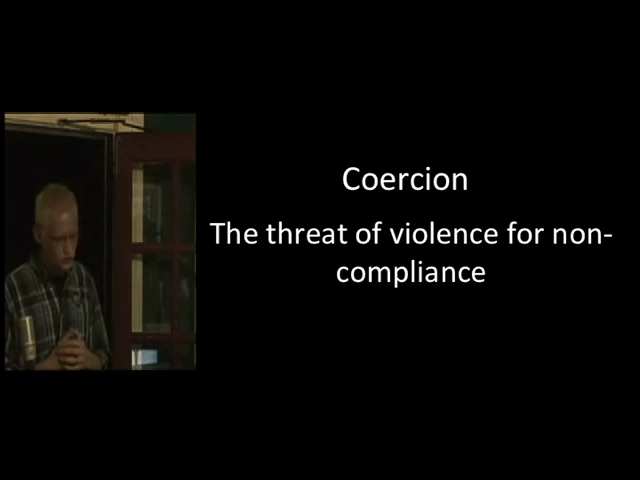 Coercion
The threat of violence for non-
compliance